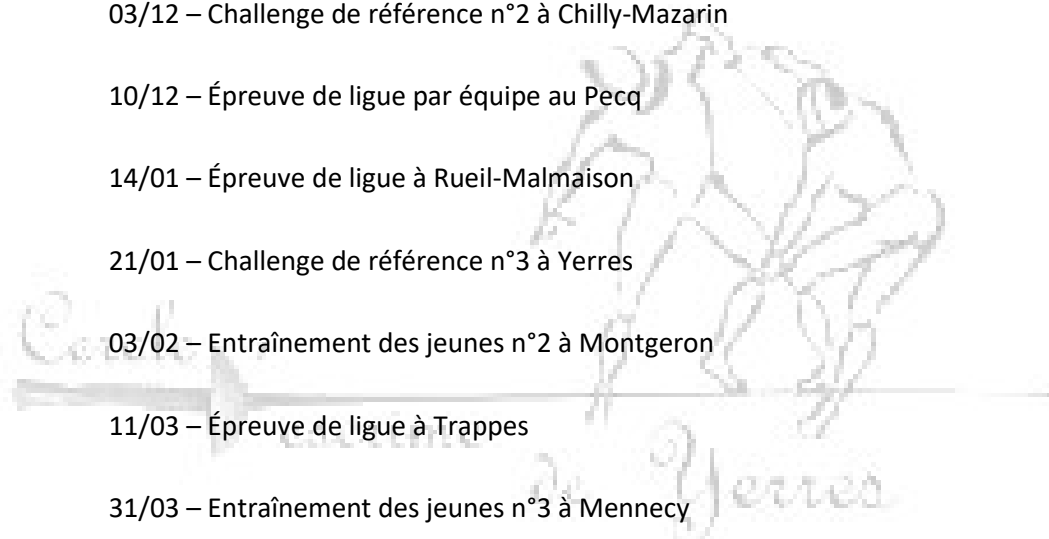 03/12 – Challenge de référence n°2 à Chilly-Mazarin
10/12 – Épreuve de ligue par équipe au Pecq
14/01 – Épreuve de ligue à Rueil-Malmaison
21/01 – Challenge de référence n°3 à Yerres
03/02 – Entraînement des jeunes n°2 à Montgeron
11/03 – Épreuve de ligue à Trappes
31/03 – Entraînement des jeunes n°3 à Mennecy
de Yerres